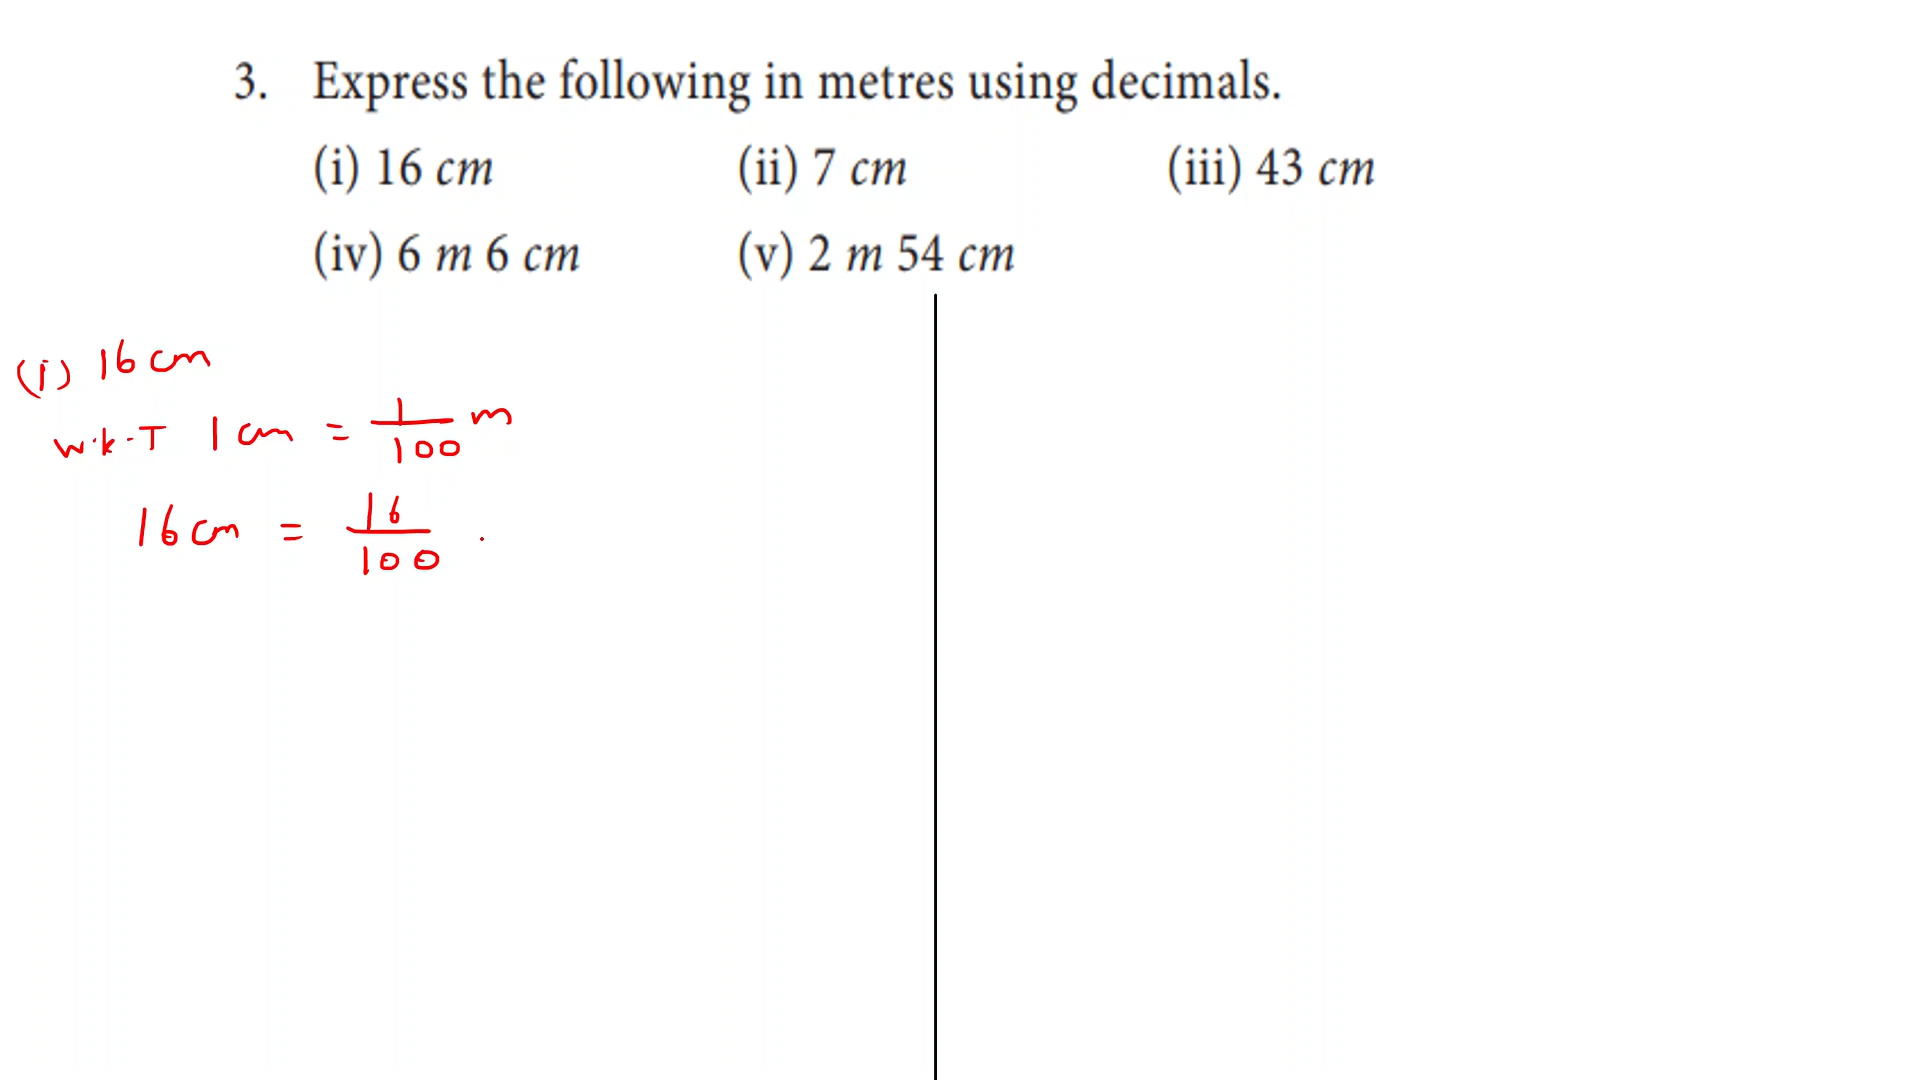 3. Express the following in metres using decimals.
(i) 16 cm (ii) 7 cm (iii) 43 cm
(iv) 6 m 6 cm (v) 2 m 54 cm
(i) 16 cm
w.k.T 1 cm = 1/100 m
16 cm = 16/100